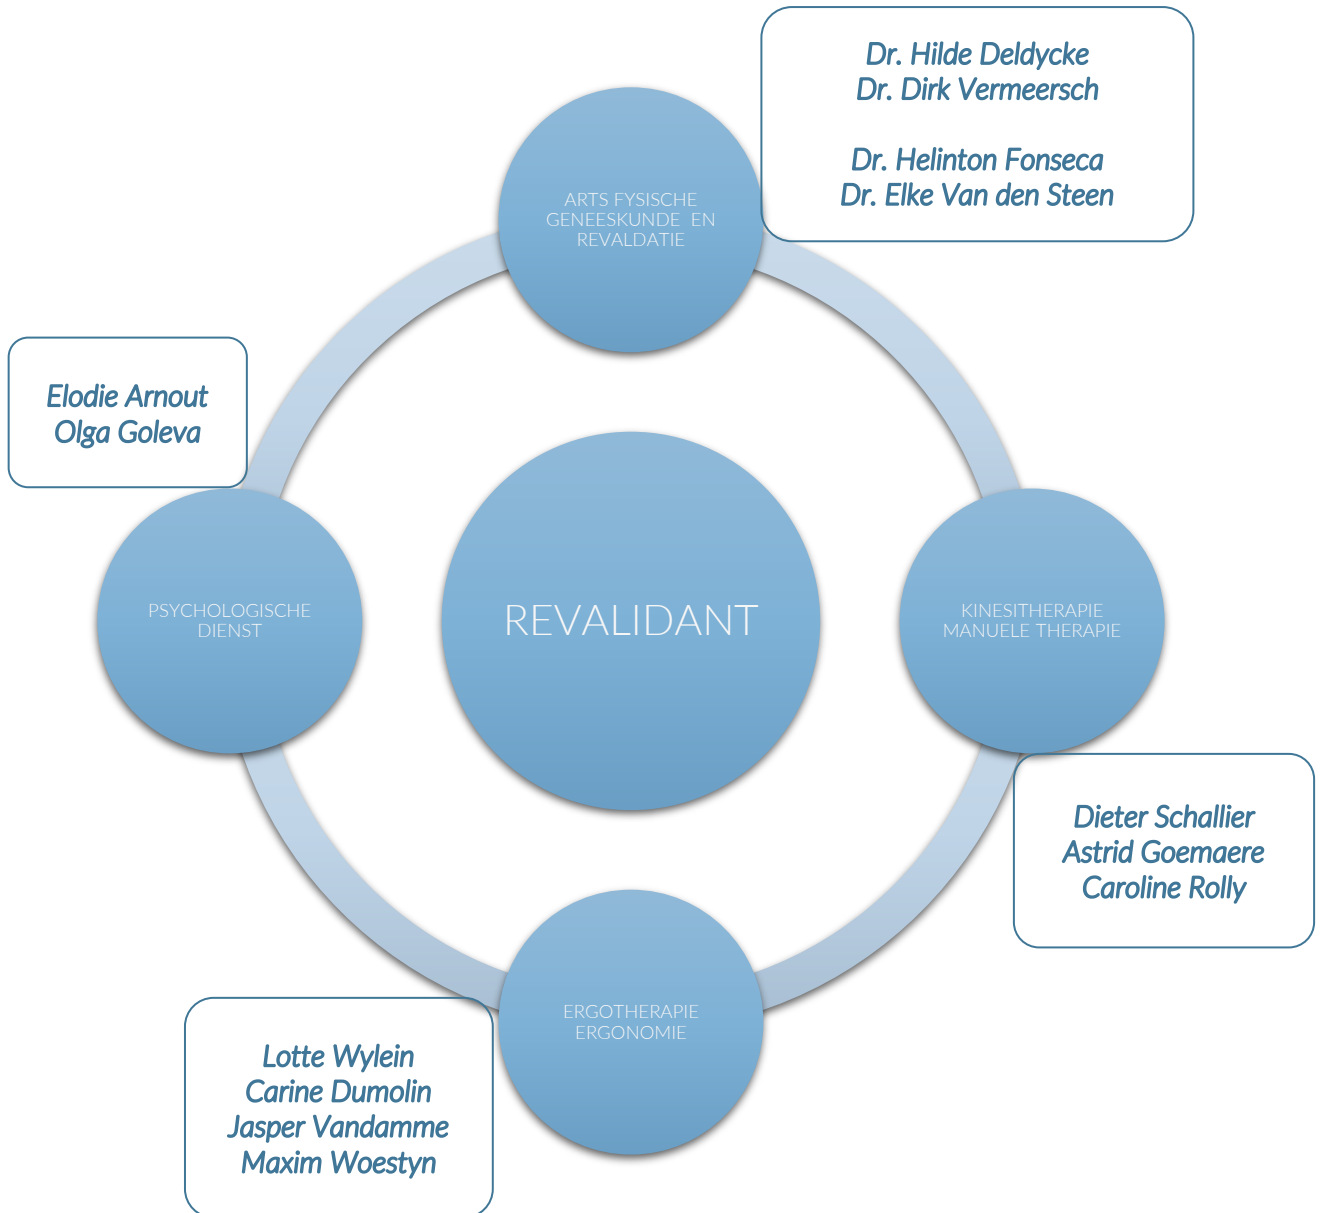 Dr. Hilde Deldycke
Dr. Dirk Vermeersch
Dr. Helinton Fonseca
Dr. Elke Van den Steen
ARTS FYSISCHE
GENEESKUNDE EN
REVALDATIE
Elodie Arnout
Olga Goleva
PSYCHOLOGISCHE
DIENST
REVALIDANT
KINESITHERAPIE
MANUELE THERAPIE
Dieter Schallier
Astrid Goemaere
Caroline Rolly
ERGOTHERAPIE
ERGONOMIE
Lotte Wylein
Carine Dumolin
Jasper Vandamme
Maxim Woestyn